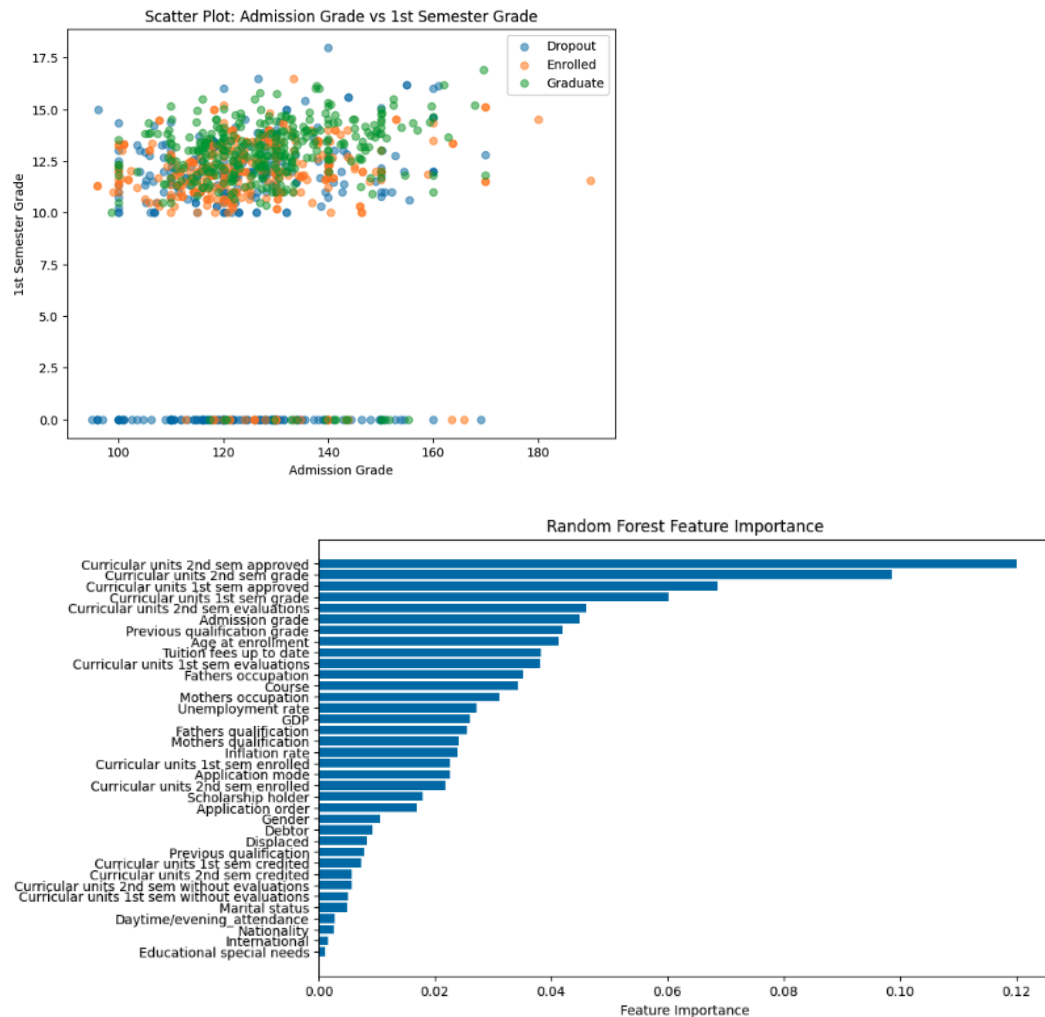 Scatter Plot: Admission Grade vs 1st Semester Grade
Dropout
Enrolled
Graduate
17.5
15.0
12.5
10.0
7.5
5.0
2.5
0.0
1st Semester Grade
100 120 140 160 180
Admission Grade
Random Forest Feature Importance
Curricular units 2nd sem approved
Curricular units 2nd sem grade
Curricular units 1st sem approved
Curricular units 1st sem grade
Curricular units 2nd sem evaluations
Admission grade
Previous qualification grade
Age at enrollment
Tuition fees up to date
Curricular units 1st sem evaluations
Fathers occupation
Course
Mothers occupation
Unemployment rate
GDP
Fathers qualification
Mothers qualification
Inflation rate
Curricular units 1st sem enrolled
Application mode
Curricular units 2nd sem enrolled
Scholarship holder
Application order
Gender
Debtor
Displaced
Previous qualification
Curricular units 1st sem credited
Curricular units 2nd sem credited
Curricular units 2nd sem without evaluations
Curricular units 1st sem without evaluations
Marital status
Daytime/evening_attendance
Nationality
International
Educational special needs
0.00 0.02 0.04 0.06 0.08 0.10 0.12
Feature Importance